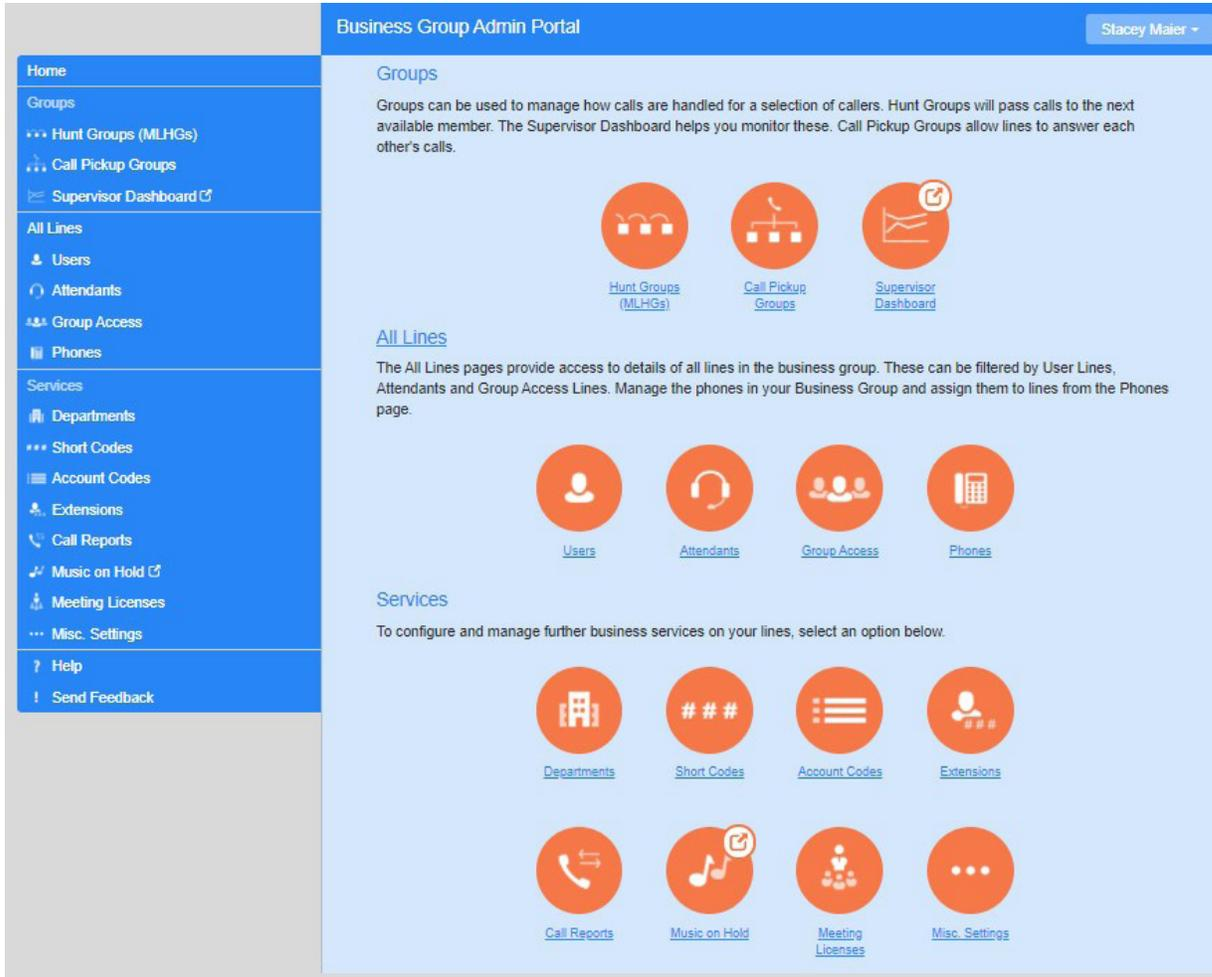 Business Group Admin Portal
Stacey Maier
Home
Groups
Hunt Groups (MLHGs)
Call Pickup Groups
Supervisor Dashboard
All Lines
Users
Attendants
Group Access
Phones
Services
Departments
Short Codes
Account Codes
Extensions
Call Reports
Music on Hold
Meeting Licenses
Misc. Settings
? Help
! Send Feedback
Groups
Groups can be used to manage how calls are handled for a selection of callers. Hunt Groups will pass calls to the next
available member. The Supervisor Dashboard helps you monitor these. Call Pickup Groups allow lines to answer each
other's calls.
Hunt Groups
(MLHGs)
Call Pickup
Groups
Supervisor
Dashboard
All Lines
The All Lines pages provide access to details of all lines in the business group. These can be filtered by User Lines,
Attendants and Group Access Lines. Manage the phones in your Business Group and assign them to lines from the Phones
page.
Users
Attendants
Group Access
Phones
Services
To configure and manage further business services on your lines, select an option below.
###
###
Departments
Short Codes
Account Codes
Extensions
Call Reports
Music on Hold
Meeting
Licenses
Misc. Settings